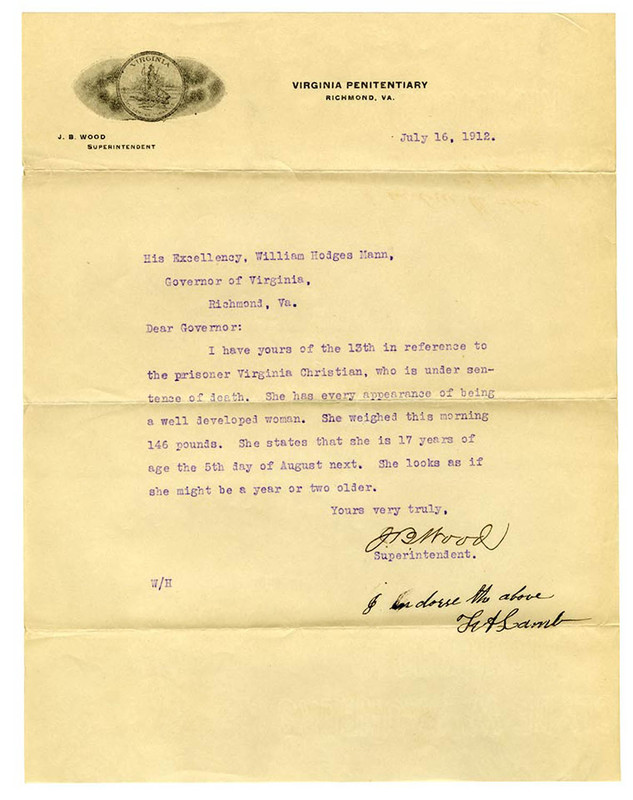 VIRGINIA
VIRGINIA PENITENTIARY
RICHMOND, VA.
J. B. WOOD
SUPERINTENDENT
July 16, 1912.
His Excellency, William Hodges Mann,
Governor of Virginia,
Richmond, Va.
Dear Governor:
I have yours of the 13th in reference to
the prisoner Virginia Christian, who is under sen-
tence of death. She has every appearance of being
a well developed woman. She weighed this morning
146 pounds. She states that she is 17 years of
age the 5th day of August next. She looks as if
she might be a year or two older.
Yours very truly,
J B Wood
Superintendent.
W/H
I endorse the above
Lamb